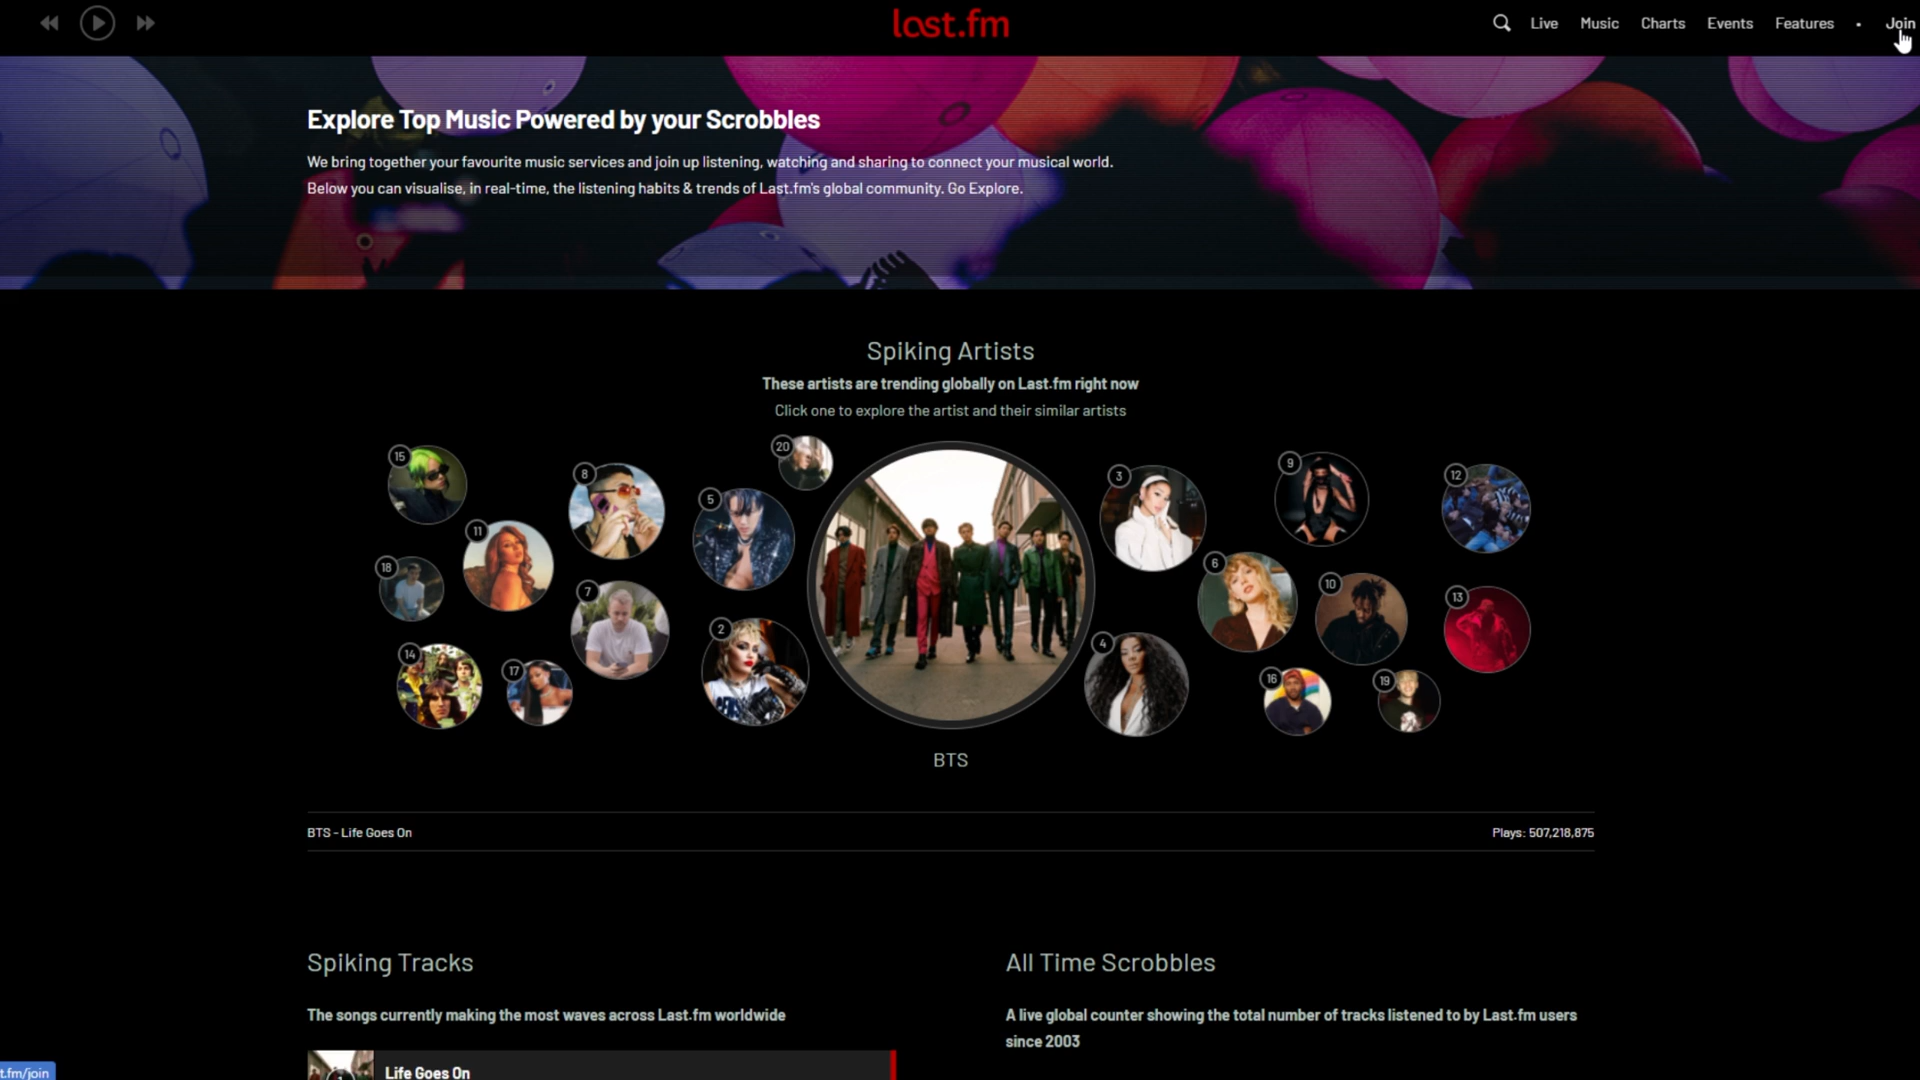 last.fm
Live Music Charts Events Features • Join
Explore Top Music Powered by your Scrobbles
We bring together your favourite music services and join up listening, watching and sharing to connect your musical world.
Below you can visualise, in real-time, the listening habits & trends of Last.fm's global community. Go Explore.
Spiking Artists
These artists are trending globally on Last.fm right now
Click one to explore the artist and their similar artists
20
15
8
3
9
12
5
11
18
7
6
10
13
2
4
14
17
16
19
BTS
BTS - Life Goes On
Plays: 507,218,875
Spiking Tracks
The songs currently making the most waves across Last.fm worldwide
1
Life Goes On
All Time Scrobbles
A live global counter showing the total number of tracks listened to by Last.fm users
since 2003
t.fm/join